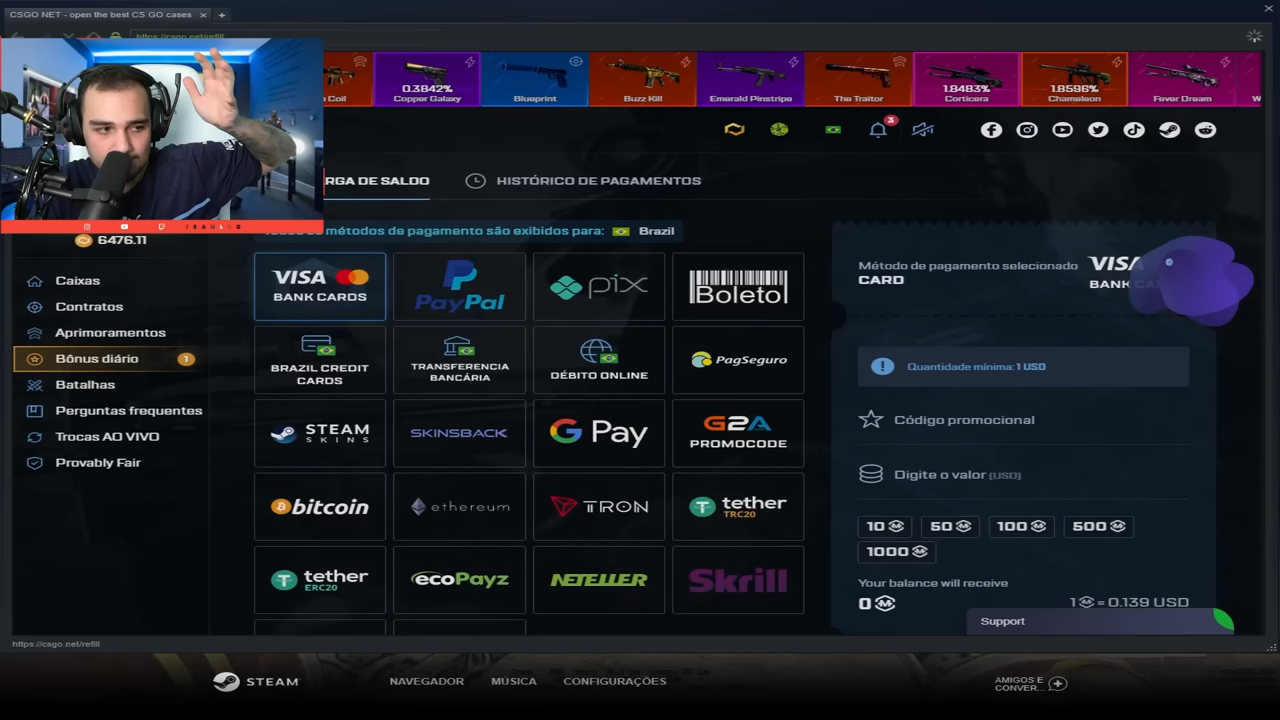 CSGO NET - open the best CS GO cases
https://csgo.net/refill
Coil
0.3842%
Copper Galaxy
Blueprint
Buzz Kill
Emerald Pinstripe
The Traitor
1.8483%
Corticera
1.8596%
Chameleon
Fever Dream
3
RGA DE SALDO
HISTÓRICO DE PAGAMENTOS
/SAULLO
6476.11
métodos de pagamento são exibidos para: Brazil
Caixas
Contratos
Aprimoramentos
Bônus diário 1
Batalhas
Perguntas frequentes
Trocas AO VIVO
Provably Fair
VISA
BANK CARDS
PayPal
pix
Boleto
BRAZIL CREDIT
CARDS
TRANSFERENCIA
BANCÁRIA
DÉBITO ONLINE
PagSeguro
STEAM
SKINS
SKINSBACK
G Pay
G2A
PROMOCODE
bitcoin
ethereum
TRON
tether
TRC20
tether
ERC20
ecoPayz
NETELLER
Skrill
Método de pagamento selecionado
CARD
VISA
BANK CA
Quantidade mínima: 1 USD
Código promocional
Digite o valor (USD)
10
50
100
500
1000
Your balance will receive
0
1 = 0.139 USD
Support
https://csgo.net/refill
STEAM
NAVEGADOR
MÚSICA
CONFIGURAÇÕES
AMIGOS E
CONVER...